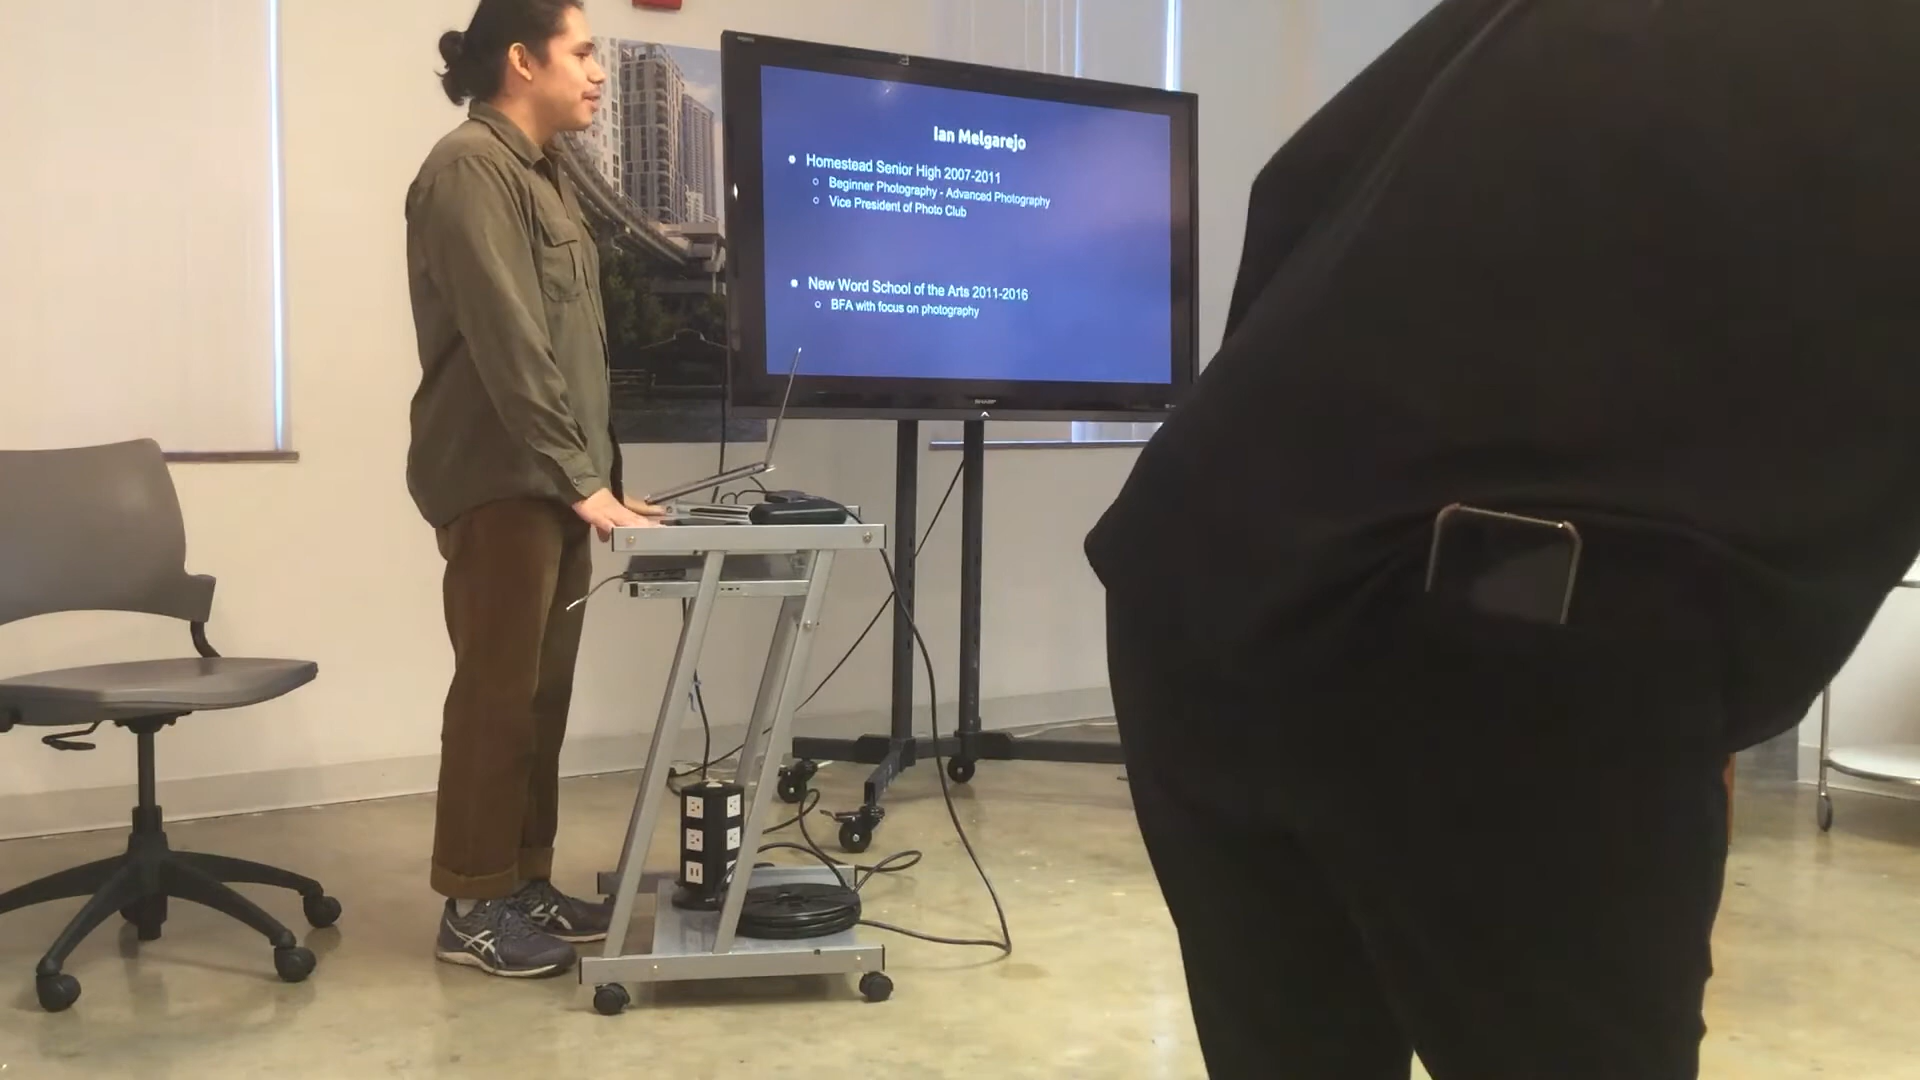 Ian Melgarejo
Homestead Senior High 2007-2011
Beginner Photography - Advanced Photography
Vice President of Photo Club
New Word School of the Arts 2011-2016
BFA with focus on photography
SHARP